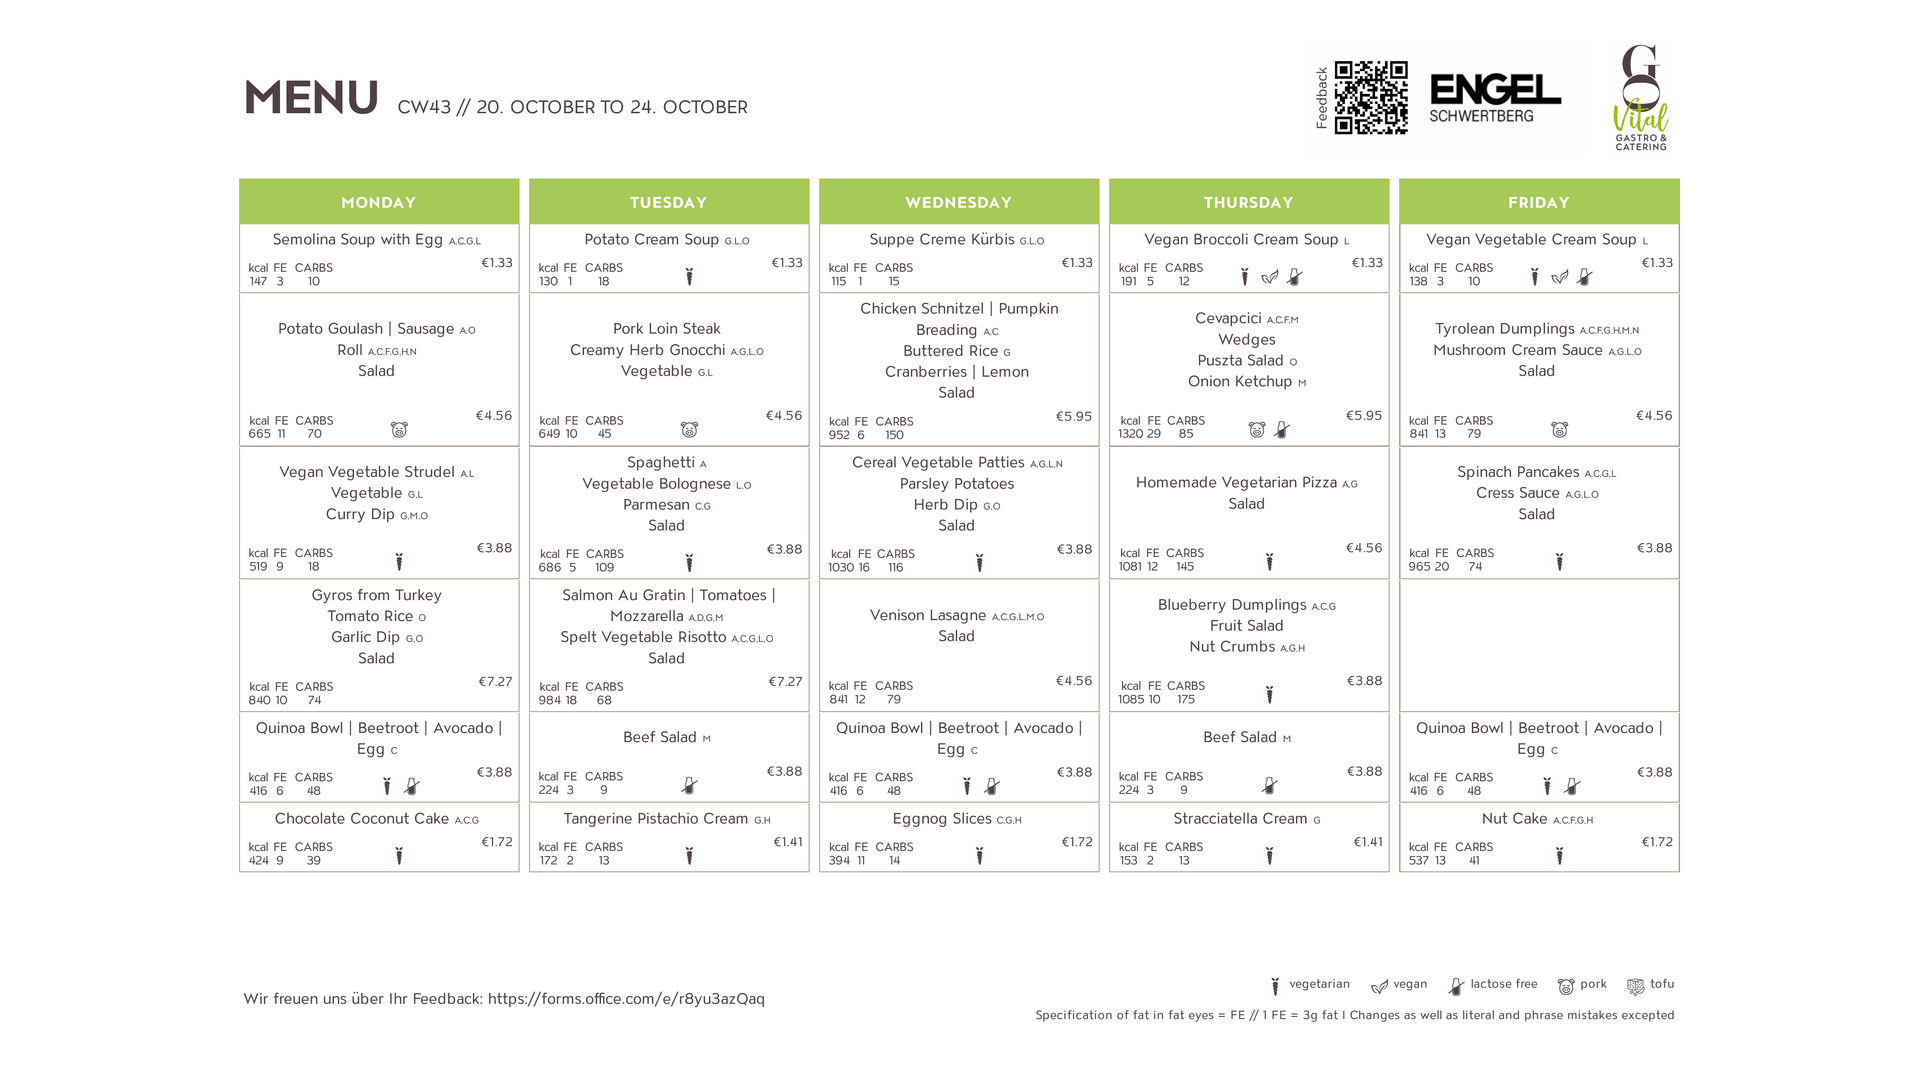 MENU CW43 // 20. OCTOBER TO 24. OCTOBER
Feedback
ENGEL
SCHWERTBERG
G
Vital
GASTRO &
CATERING
MONDAY
Semolina Soup with Egg A,C,G,L
€1.33
kcal FE CARBS
147 3 10
Potato Goulash | Sausage A,O
Roll A,C,F,G,H,N
Salad
€4.56
kcal FE CARBS
665 11 70
Vegan Vegetable Strudel A,L
Vegetable G,L
Curry Dip G,M,O
€3.88
kcal FE CARBS
519 9 18
Gyros from Turkey
Tomato Rice O
Garlic Dip G,O
Salad
€7.27
kcal FE CARBS
840 10 74
Quinoa Bowl | Beetroot | Avocado |
Egg C
€3.88
kcal FE CARBS
416 6 48
Chocolate Coconut Cake A,C,G
€1.72
kcal FE CARBS
424 9 39
TUESDAY
Potato Cream Soup G,L,O
€1.33
kcal FE CARBS
130 1 18
Pork Loin Steak
Creamy Herb Gnocchi A,G,L,O
Vegetable G,L
€4.56
kcal FE CARBS
649 10 45
Spaghetti A
Vegetable Bolognese L,O
Parmesan C,G
Salad
€3.88
kcal FE CARBS
686 5 109
Salmon Au Gratin | Tomatoes |
Mozzarella A,D,G,M
Spelt Vegetable Risotto A,C,G,L,O
Salad
€7.27
kcal FE CARBS
984 18 68
Beef Salad M
€3.88
kcal FE CARBS
224 3 9
Tangerine Pistachio Cream G,H
€1.41
kcal FE CARBS
172 2 13
WEDNESDAY
Suppe Creme Kürbis G,L,O
€1.33
kcal FE CARBS
115 1 15
Chicken Schnitzel | Pumpkin
Breading A,C
Buttered Rice G
Cranberries | Lemon
Salad
€5.95
kcal FE CARBS
952 6 150
Cereal Vegetable Patties A,G,L,N
Parsley Potatoes
Herb Dip G,O
Salad
€3.88
kcal FE CARBS
1030 16 116
Venison Lasagne A,C,G,L,M,O
Salad
€4.56
kcal FE CARBS
841 12 79
Quinoa Bowl | Beetroot | Avocado |
Egg C
€3.88
kcal FE CARBS
416 6 48
Eggnog Slices C,G,H
€1.72
kcal FE CARBS
394 11 14
THURSDAY
Vegan Broccoli Cream Soup L
€1.33
kcal FE CARBS
191 5 12
Cevapcici A,C,F,M
Wedges
Puszta Salad O
Onion Ketchup M
€5.95
kcal FE CARBS
1320 29 85
Homemade Vegetarian Pizza A,G
Salad
€4.56
kcal FE CARBS
1081 12 145
Blueberry Dumplings A,C,G
Fruit Salad
Nut Crumbs A,G,H
€3.88
kcal FE CARBS
1085 10 175
Beef Salad M
€3.88
kcal FE CARBS
224 3 9
Stracciatella Cream G
€1.41
kcal FE CARBS
153 2 13
FRIDAY
Vegan Vegetable Cream Soup L
€1.33
kcal FE CARBS
138 3 10
Tyrolean Dumplings A,C,F,G,H,M,N
Mushroom Cream Sauce A,G,L,O
Salad
€4.56
kcal FE CARBS
841 13 79
Spinach Pancakes A,C,G,L
Cress Sauce A,G,L,O
Salad
€3.88
kcal FE CARBS
965 20 74
Quinoa Bowl | Beetroot | Avocado |
Egg C
€3.88
kcal FE CARBS
416 6 48
Nut Cake A,C,F,G,H
€1.72
kcal FE CARBS
537 13 41
Wir freuen uns über Ihr Feedback: https://forms.office.com/e/r8yu3azQaq
vegetarian vegan lactose free pork tofu
Specification of fat in fat eyes = FE // 1 FE = 3g fat I Changes as well as literal and phrase mistakes excepted